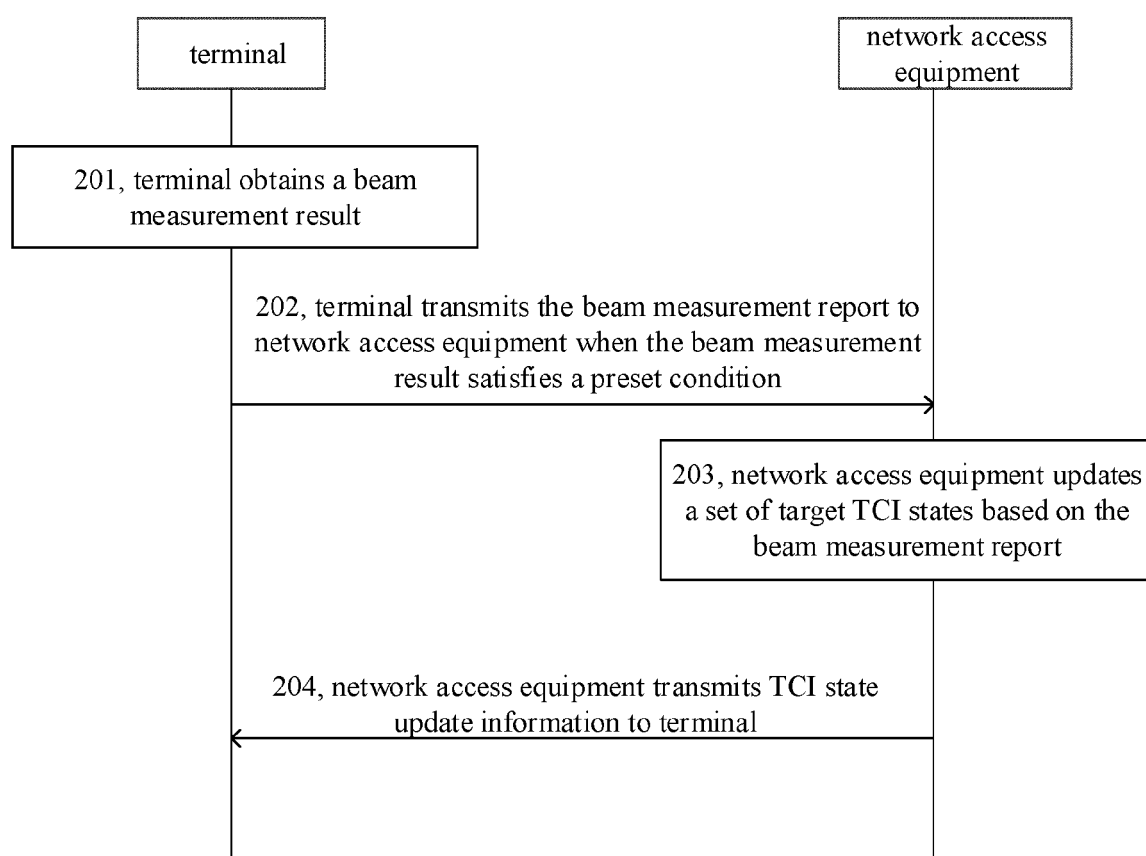 terminal
network access
equipment
201, terminal obtains a beam
measurement result
202, terminal transmits the beam measurement report to
network access equipment when the beam measurement
result satisfies a preset condition
203, network access equipment updates
a set of target TCI states based on the
beam measurement report
204, network access equipment transmits TCI state
update information to terminal